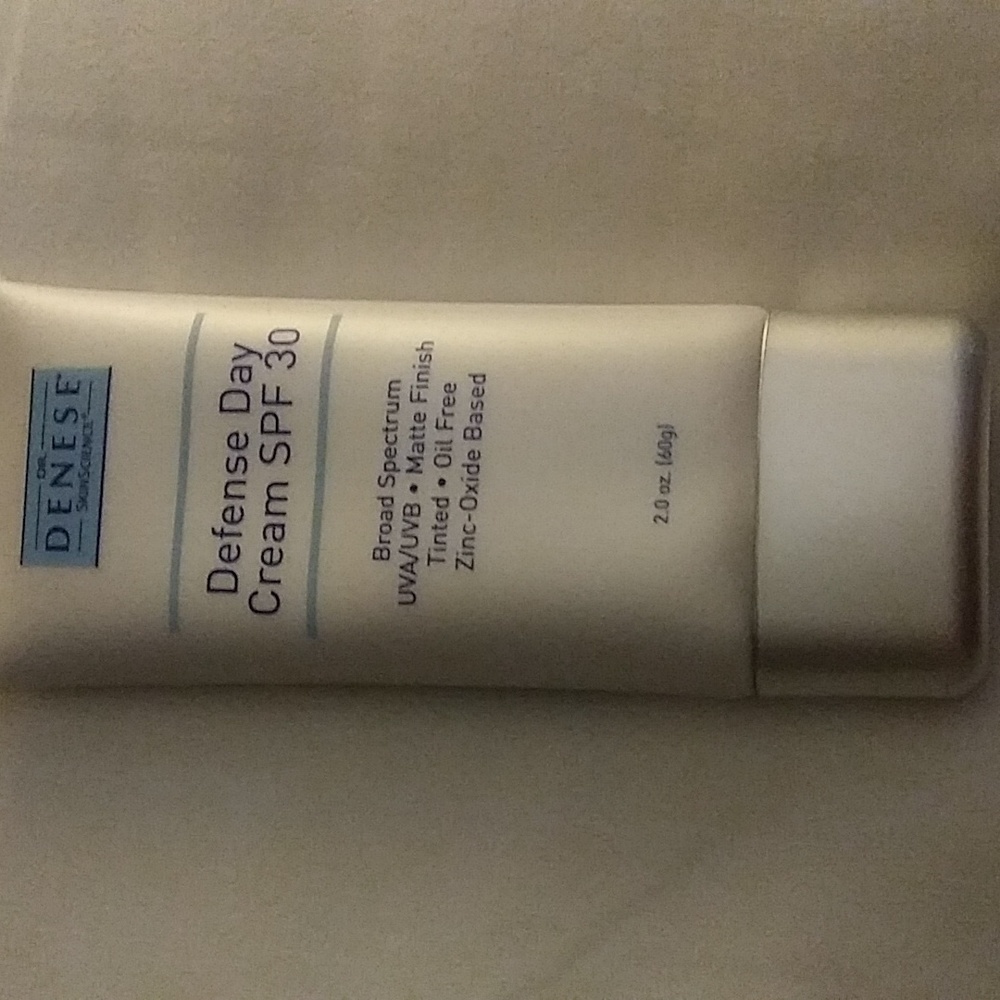 DR.
DENESE
SKINSCIENCE
Defense Day
Cream SPF 30
Broad Spectrum
UVA/UVB • Matte Finish
Tinted • Oil Free
Zinc-Oxide Based
2.0 oz. (60g)